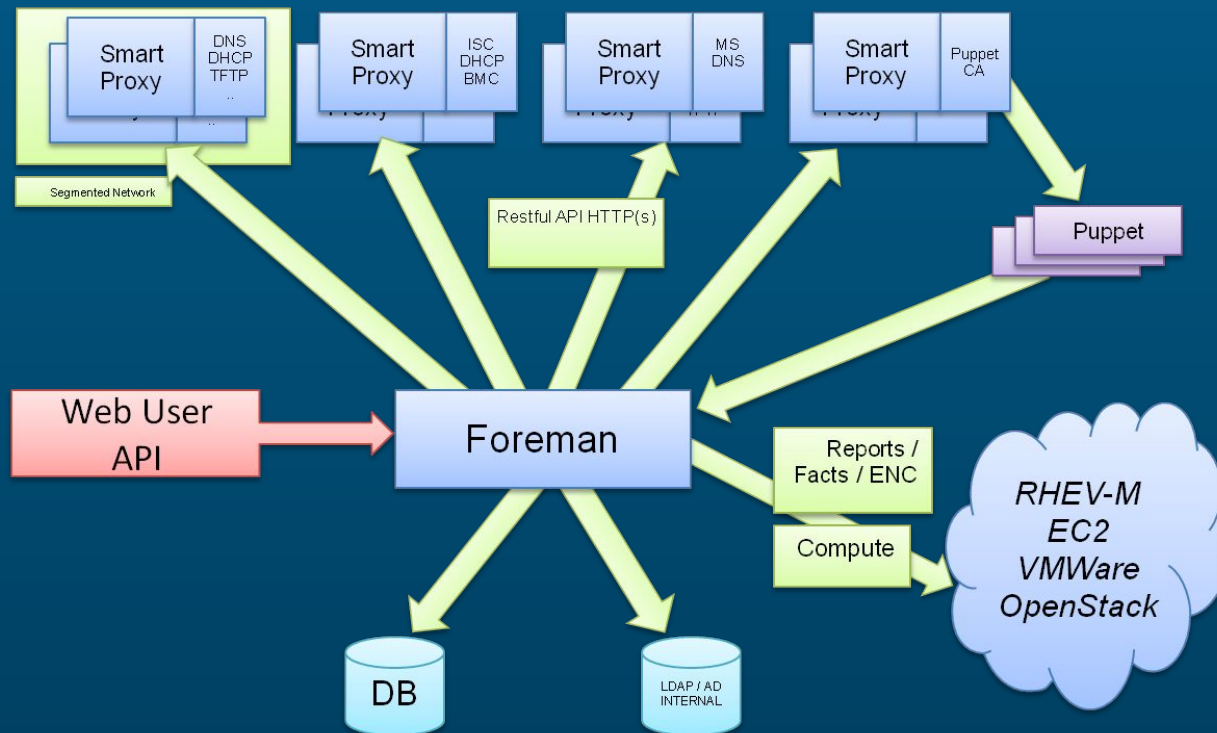 Smart
Proxy
DNS
DHCP
TFTP
..
..
Smart
Proxy
ISC
DHCP
BMC
Proxy
Smart
Proxy
MS
DNS
Smart
Proxy
Puppet
CA
Segmented Network
Restful API HTTP(s)
Puppet
Web User
API
Foreman
Reports /
Facts / ENC
Compute
RHEV-M
EC2
VMWare
OpenStack
DB
LDAP / AD
INTERNAL